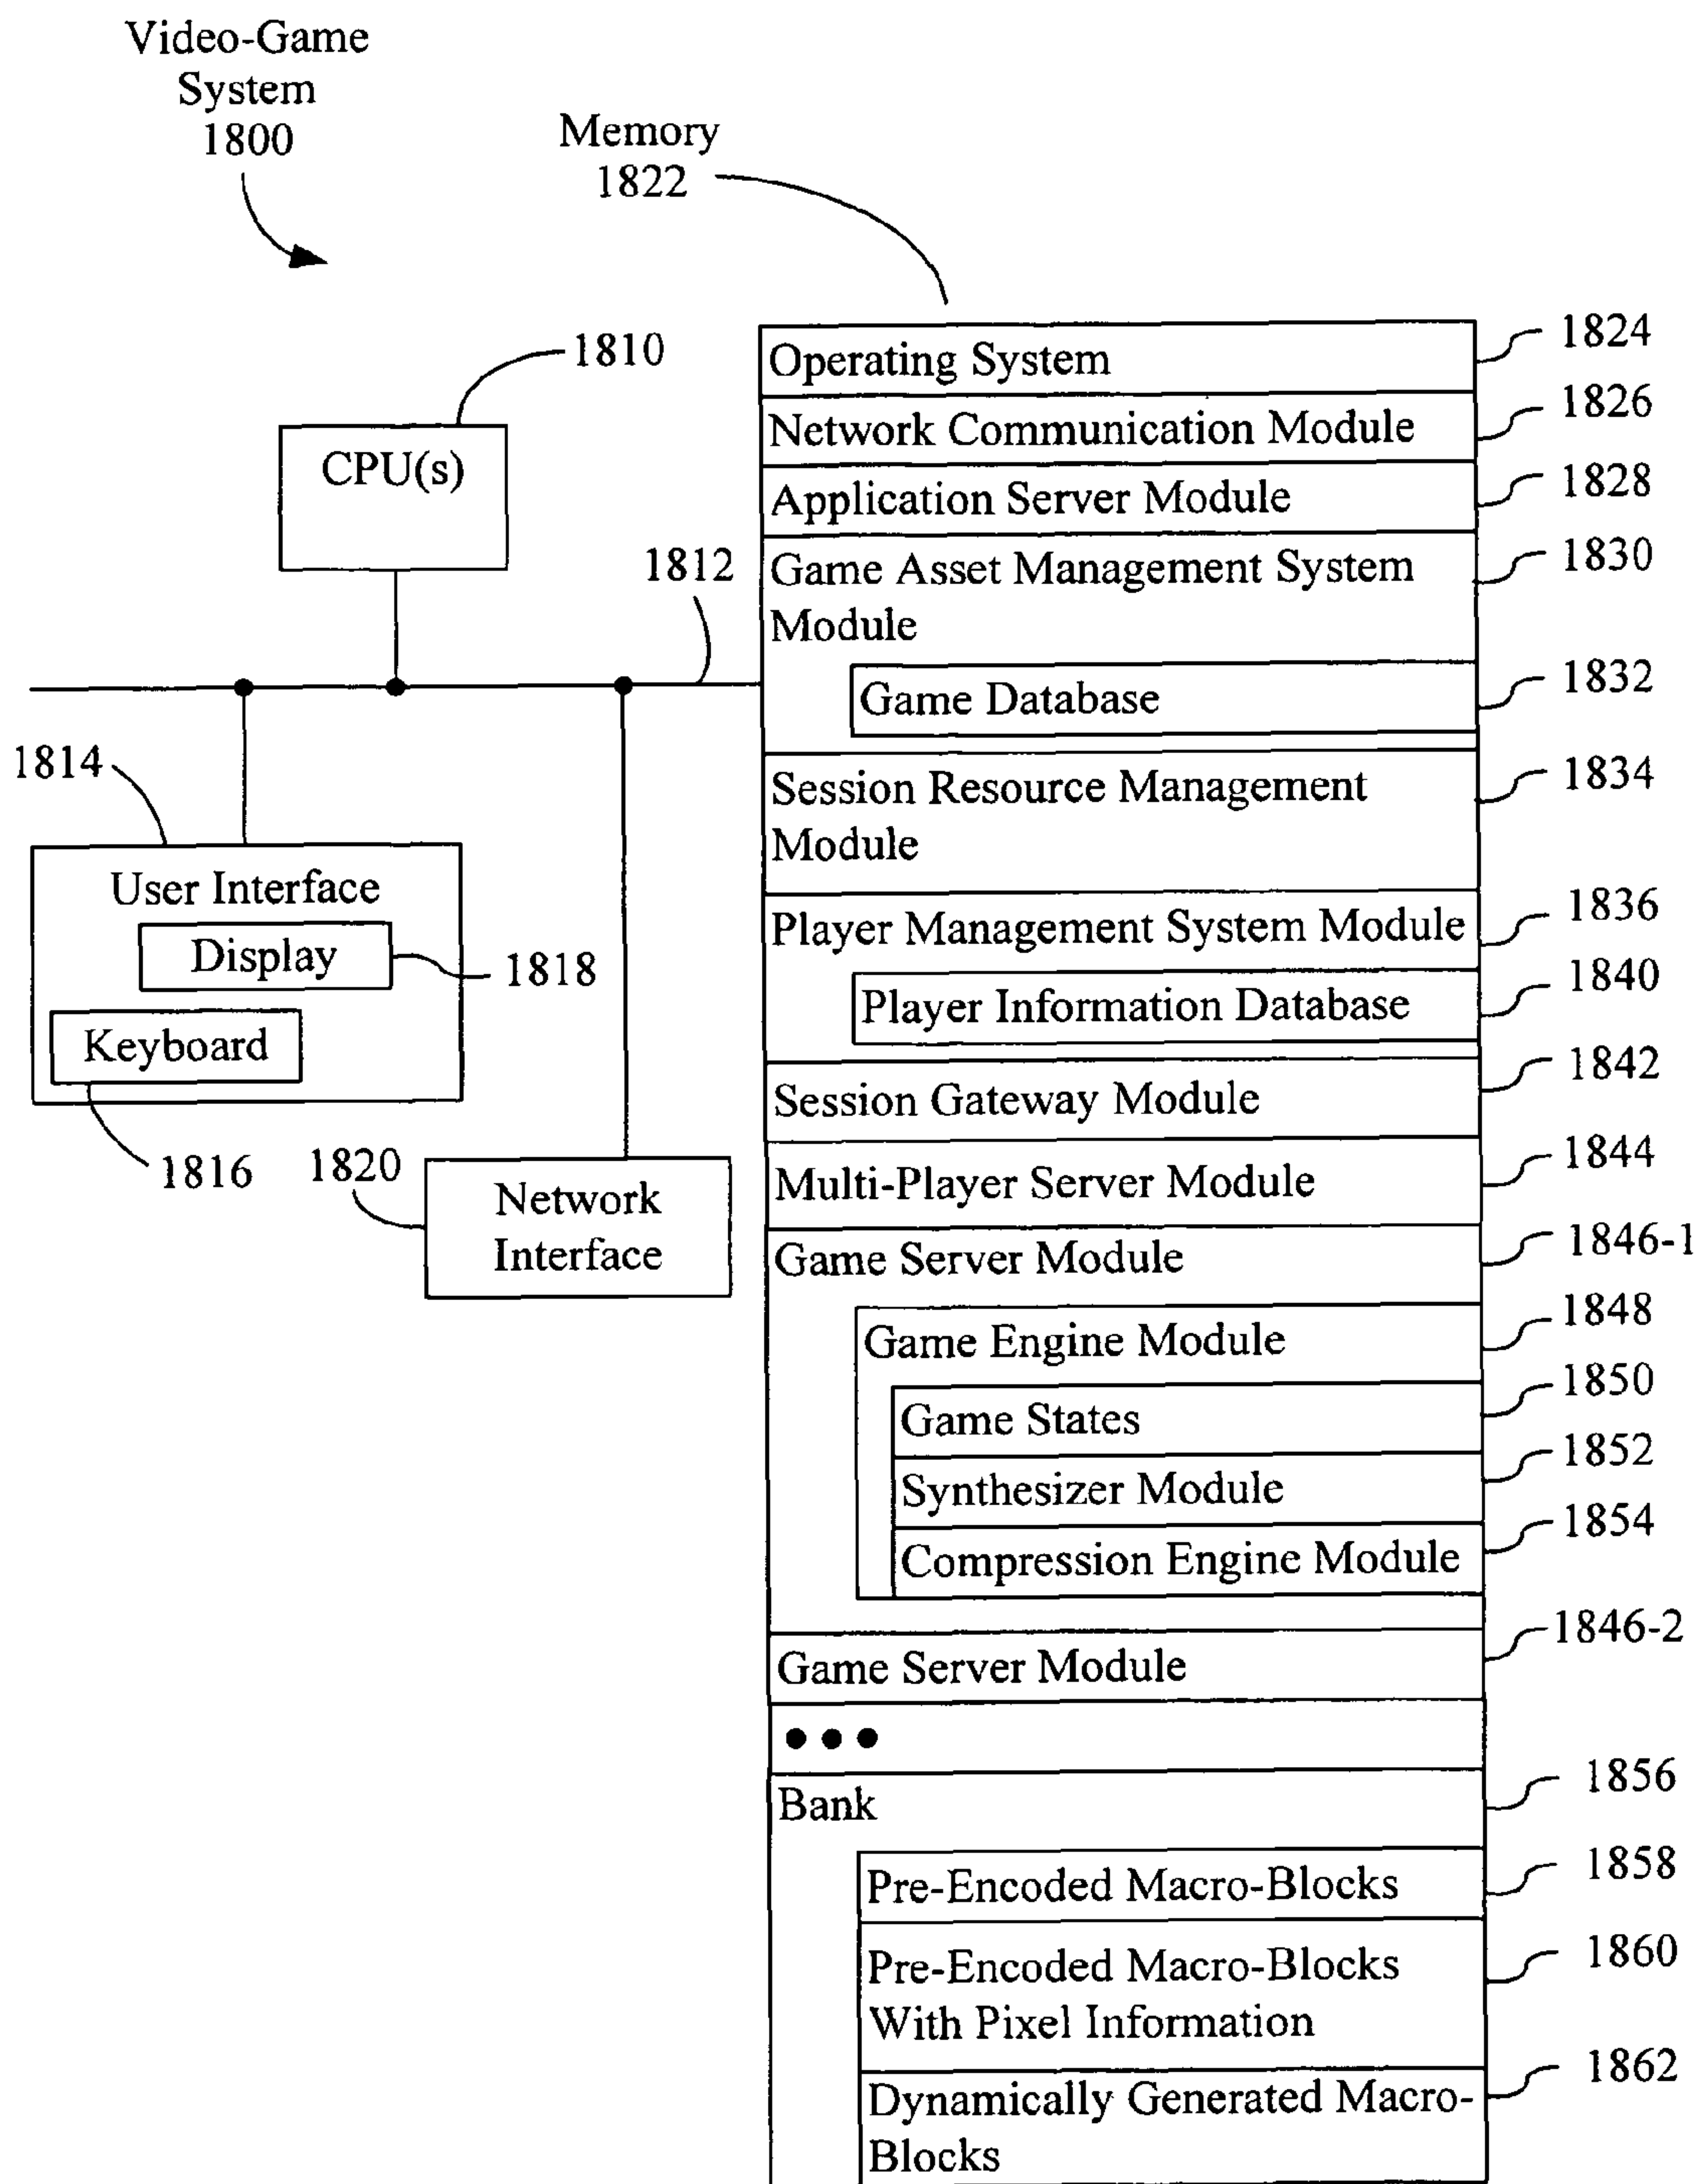 Video-Game
System
1800
Memory
1822
1810
CPU(s)
1812
1814
User Interface
Display
1818
Keyboard
1816
1820
Network
Interface
Operating System
1824
Network Communication Module
1826
Application Server Module
1828
Game Asset Management System
Module
1830
Game Database
1832
Session Resource Management
Module
1834
Player Management System Module
1836
Player Information Database
1840
Session Gateway Module
1842
Multi-Player Server Module
1844
Game Server Module
1846-1
Game Engine Module
1848
Game States
1850
Synthesizer Module
1852
Compression Engine Module
1854
Game Server Module
1846-2
Bank
1856
Pre-Encoded Macro-Blocks
1858
Pre-Encoded Macro-Blocks
With Pixel Information
1860
Dynamically Generated Macro-
Blocks
1862